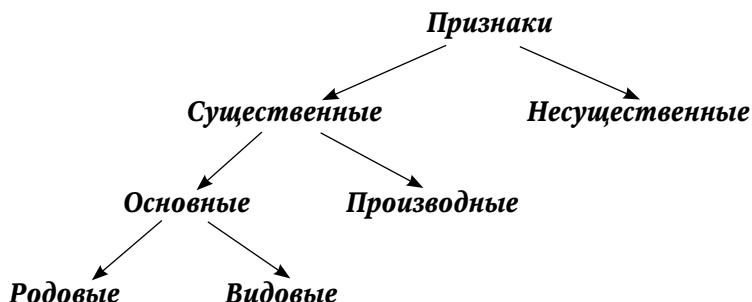 Признаки
Существенные Несущественные
Основные Производные
Родовые Видовые